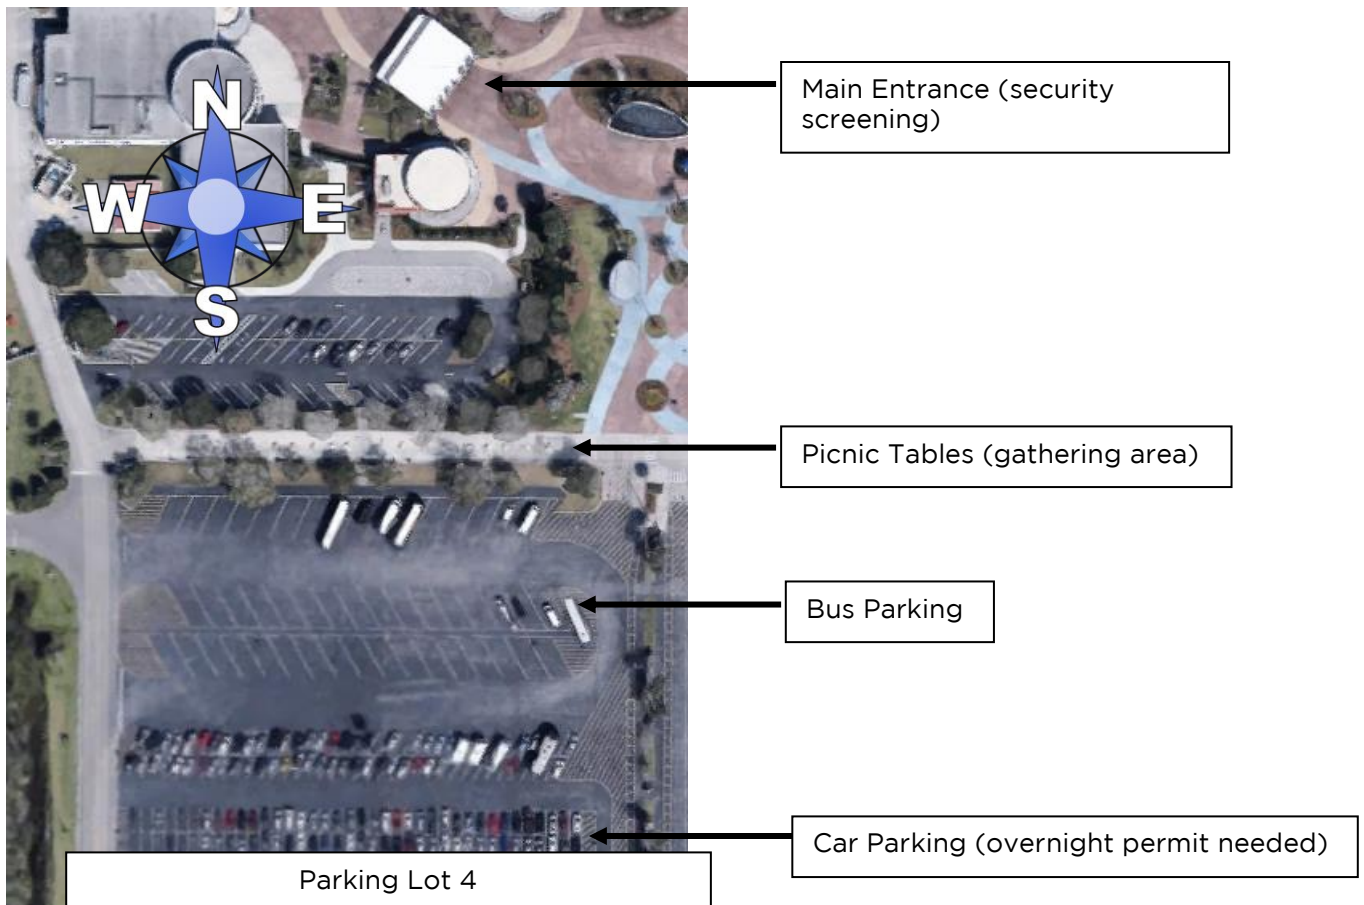 Main Entrance (security
screening)
N
W E
S
Picnic Tables (gathering area)
Bus Parking
Car Parking (overnight permit needed)
Parking Lot 4